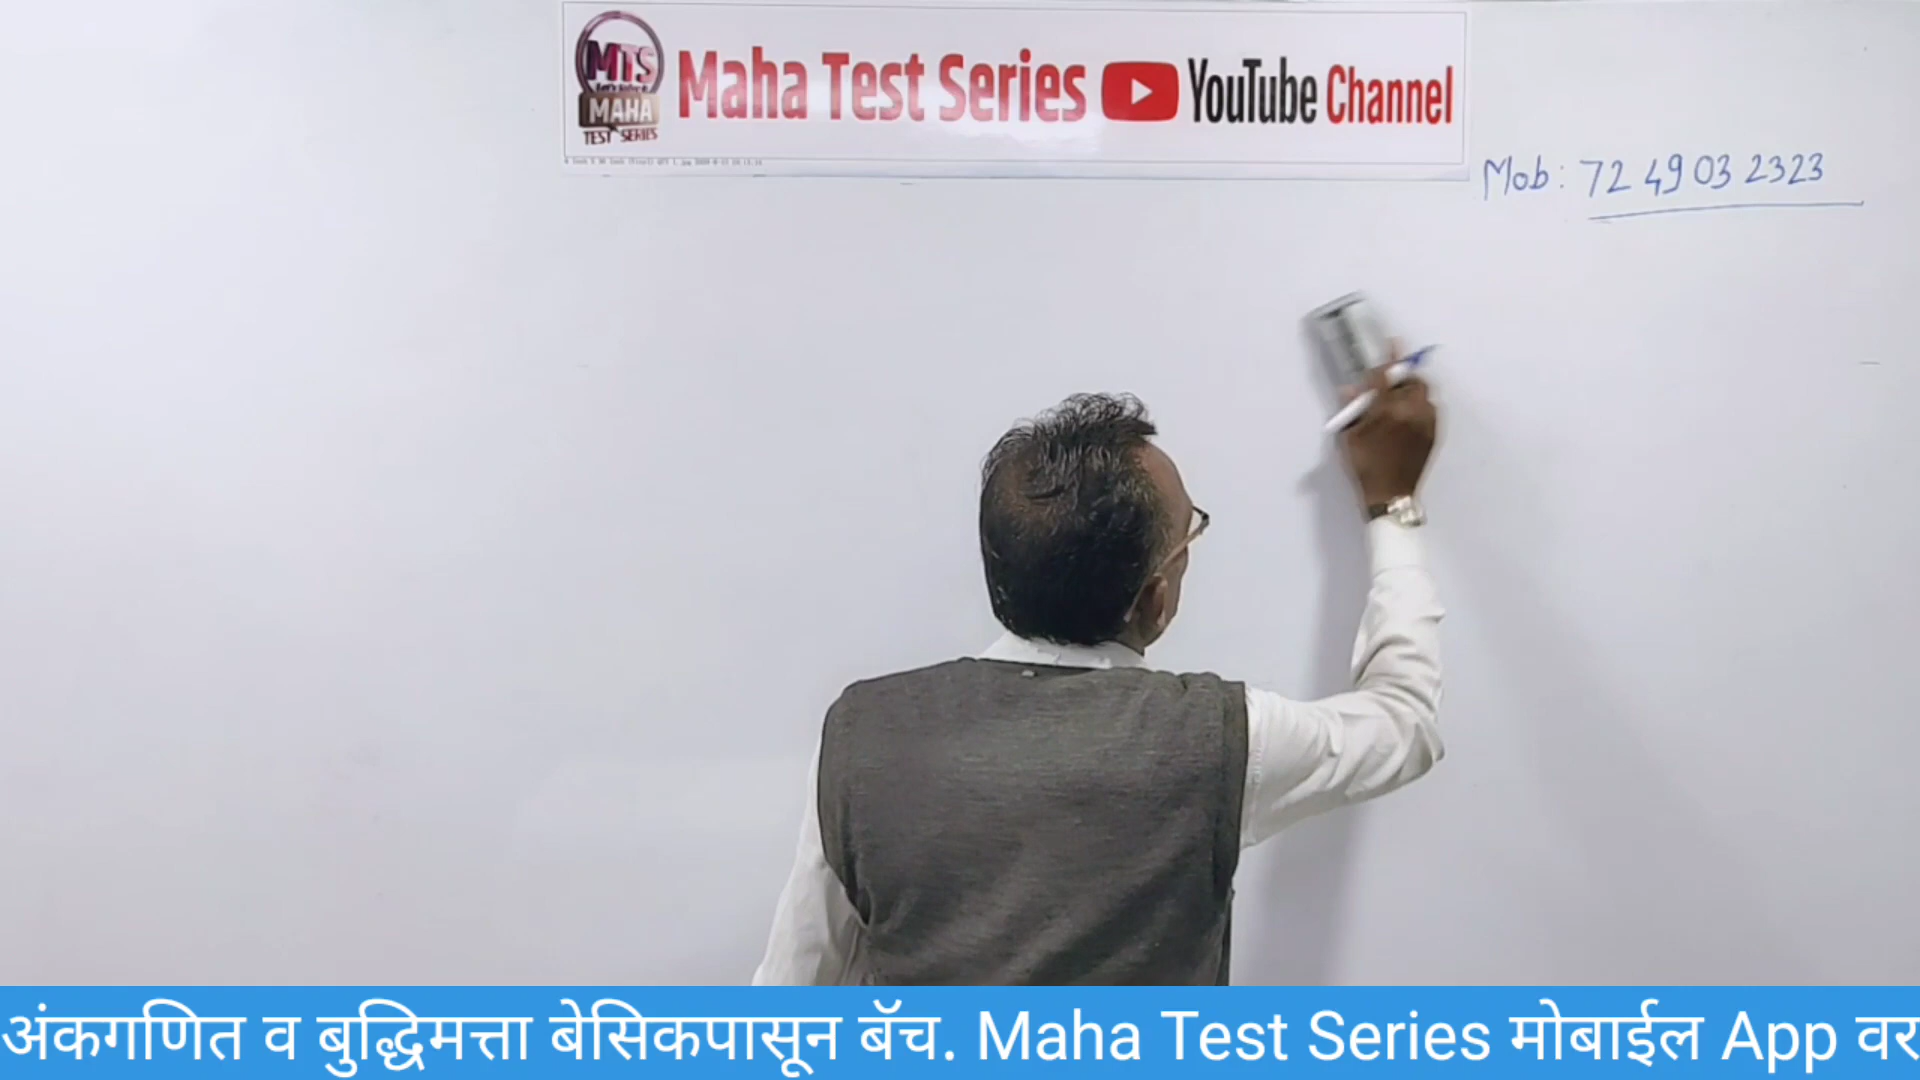 MTS
MAHA
TEST SERIES
Maha Test Series YouTube Channel
Mob: 72 49 03 2323
अंकगणित व बुद्धिमत्ता बेसिकपासून बॅच. Maha Test Series मोबाईल App वर